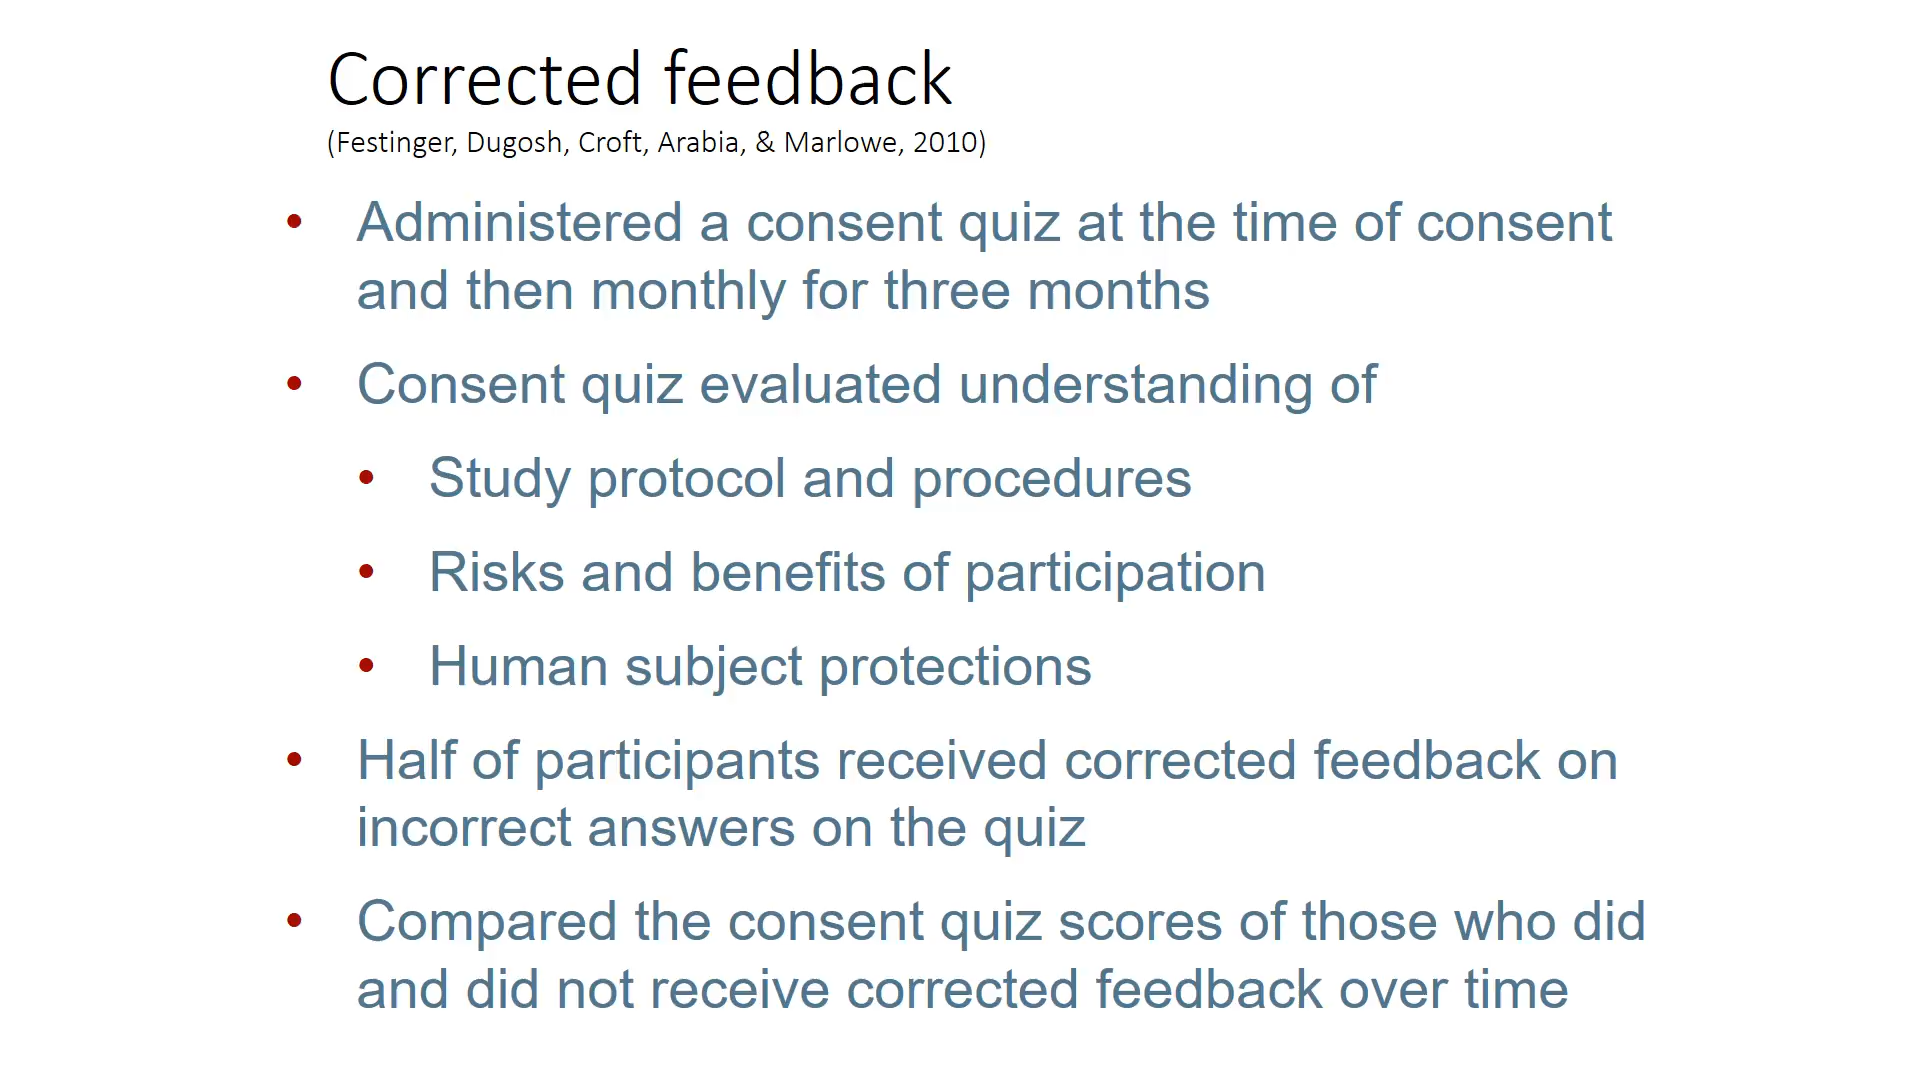 Corrected feedback
(Festinger, Dugosh, Croft, Arabia, & Marlowe, 2010)
• Administered a consent quiz at the time of consent
and then monthly for three months
• Consent quiz evaluated understanding of
• Study protocol and procedures
• Risks and benefits of participation
• Human subject protections
• Half of participants received corrected feedback on
incorrect answers on the quiz
• Compared the consent quiz scores of those who did
and did not receive corrected feedback over time